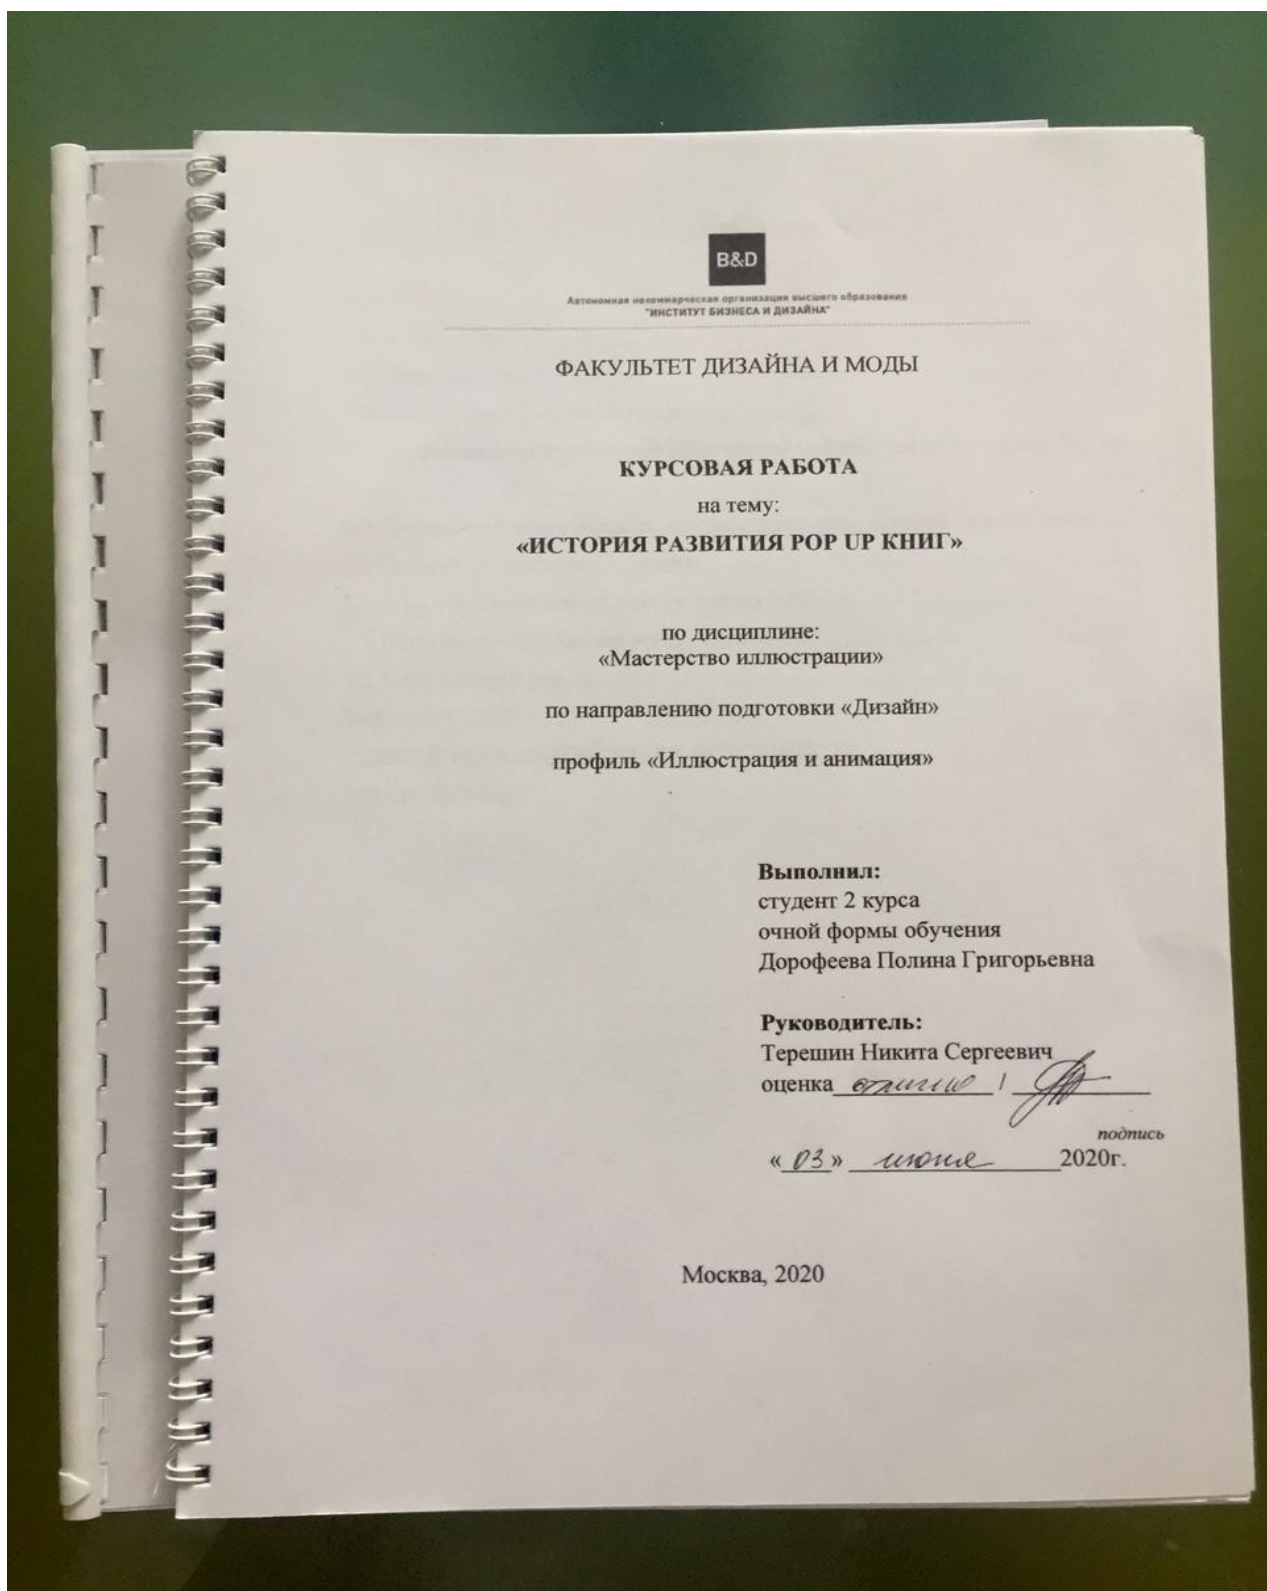 B&D
Автономная некоммерческая организация высшего образования
"ИНСТИТУТ БИЗНЕСА И ДИЗАЙНА"
ФАКУЛЬТЕТ ДИЗАЙНА И МОДЫ
КУРСОВАЯ РАБОТА
на тему:
«ИСТОРИЯ РАЗВИТИЯ POP UP КНИГ»
по дисциплине:
«Мастерство иллюстрации»
по направлению подготовки «Дизайн»
профиль «Иллюстрация и анимация»
Выполнил:
студент 2 курса
очной формы обучения
Дорофеева Полина Григорьевна
Руководитель:
Терешин Никита Сергеевич
оценка отлично /
подпись
«03» июня 2020г.
Москва, 2020